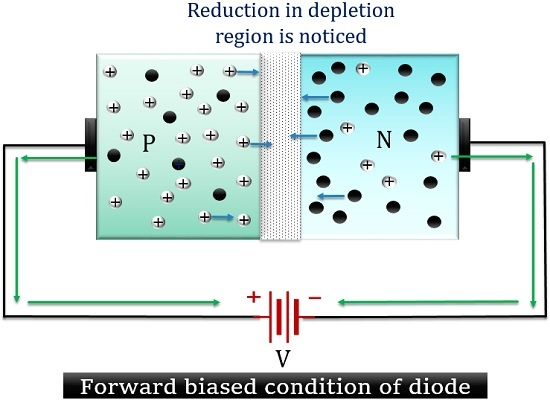 Reduction in depletion
region is noticed
P
N
+ −
V
Forward biased condition of diode